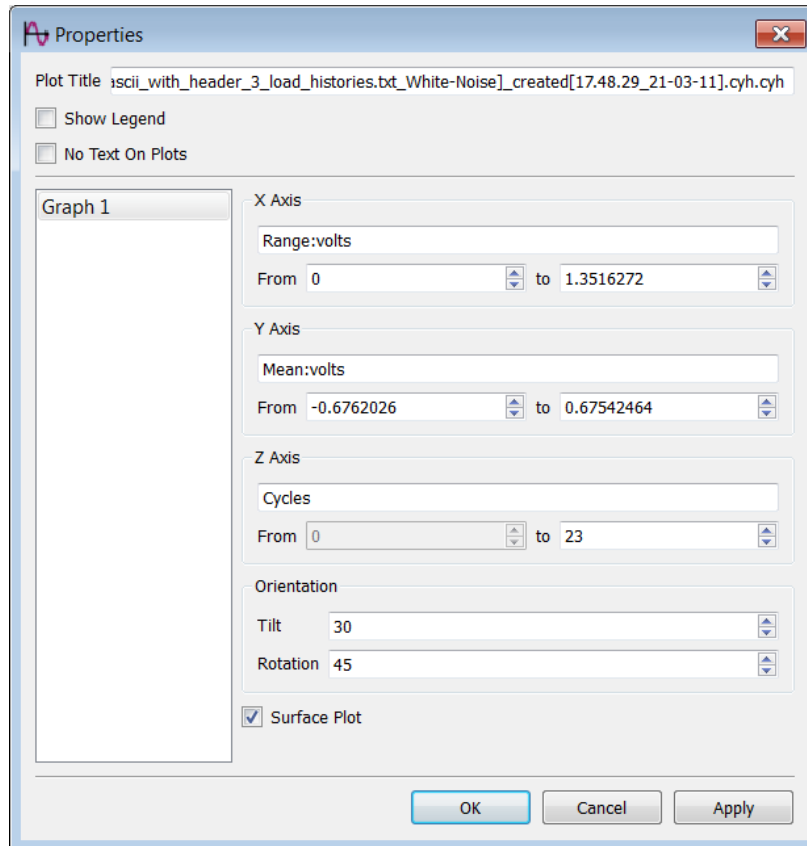 Properties
Plot Title ascii_with_header_3_load_histories.txt_White-Noise]_created[17.48.29_21-03-11].cyh.cyh
Show Legend
No Text On Plots
Graph 1
X Axis
Range:volts
From 0 to 1.3516272
Y Axis
Mean:volts
From -0.6762026 to 0.67542464
Z Axis
Cycles
From 0 to 23
Orientation
Tilt 30
Rotation 45
Surface Plot
OK Cancel Apply